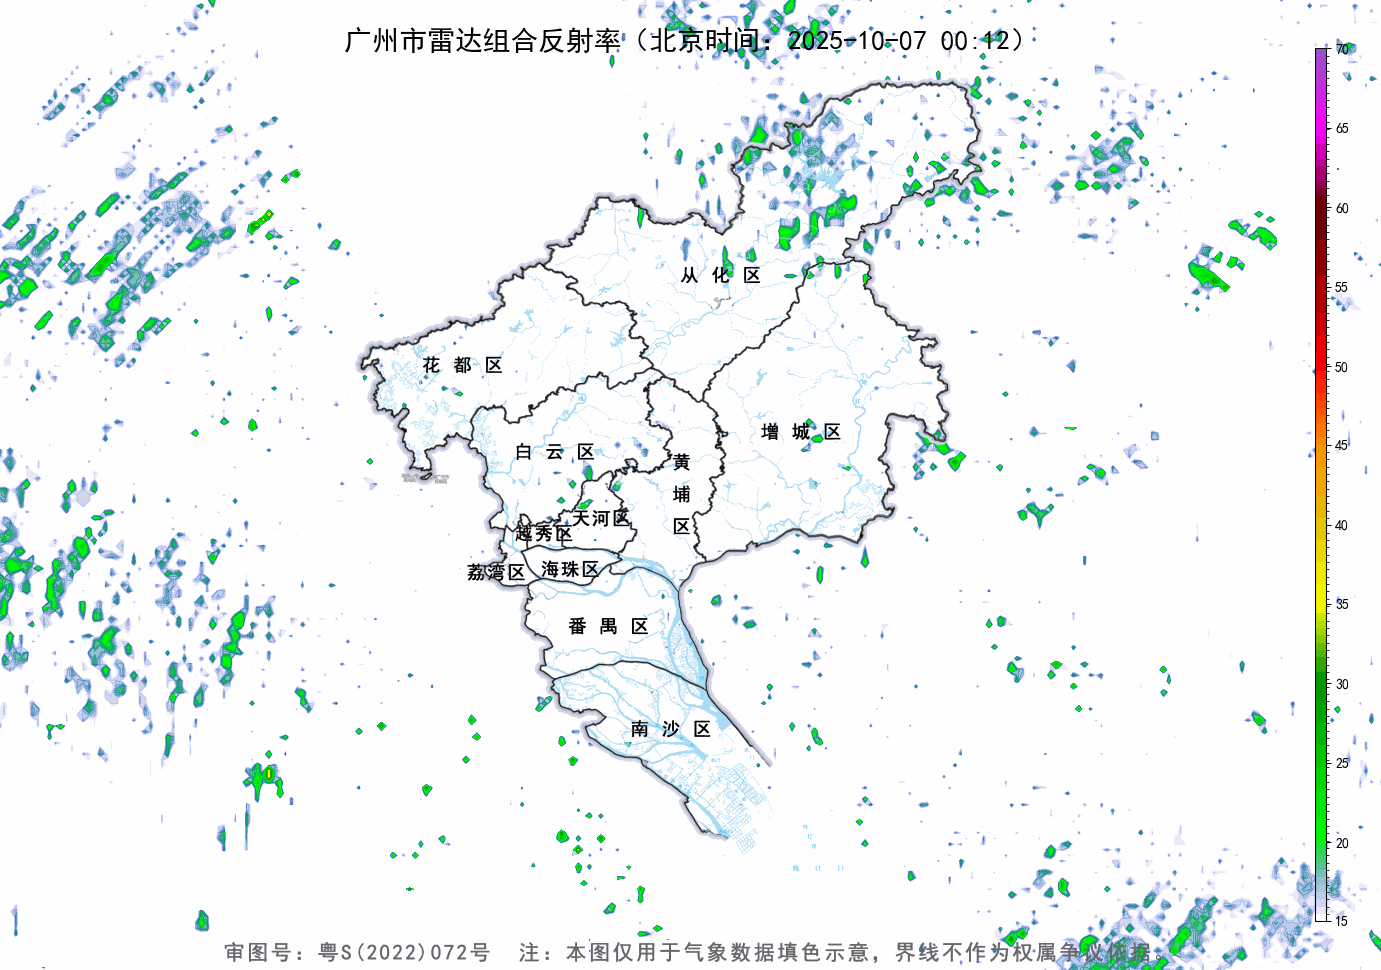 广州市雷达组合反射率（北京时间：2025-10-07 00:12）
70
65
60
55
50
45
40
35
30
25
20
15
从化区
花都区
增城区
白云区
黄埔区
天河区
越秀区
海珠区
荔湾区
番禺区
南沙区
审图号：粤S(2022)072号 注：本图仅用于气象数据填色示意，界线不作为权属争议依据。